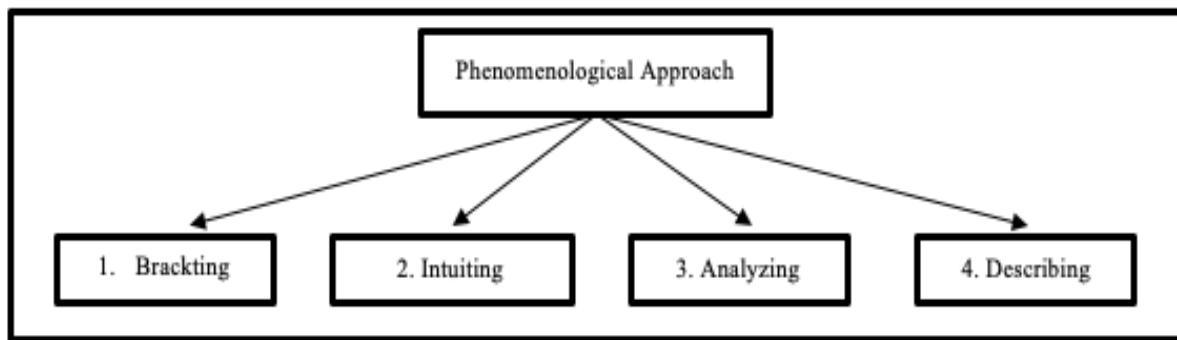 Phenomenological Approach
1. Brackting
2. Intuiting
3. Analyzing
4. Describing